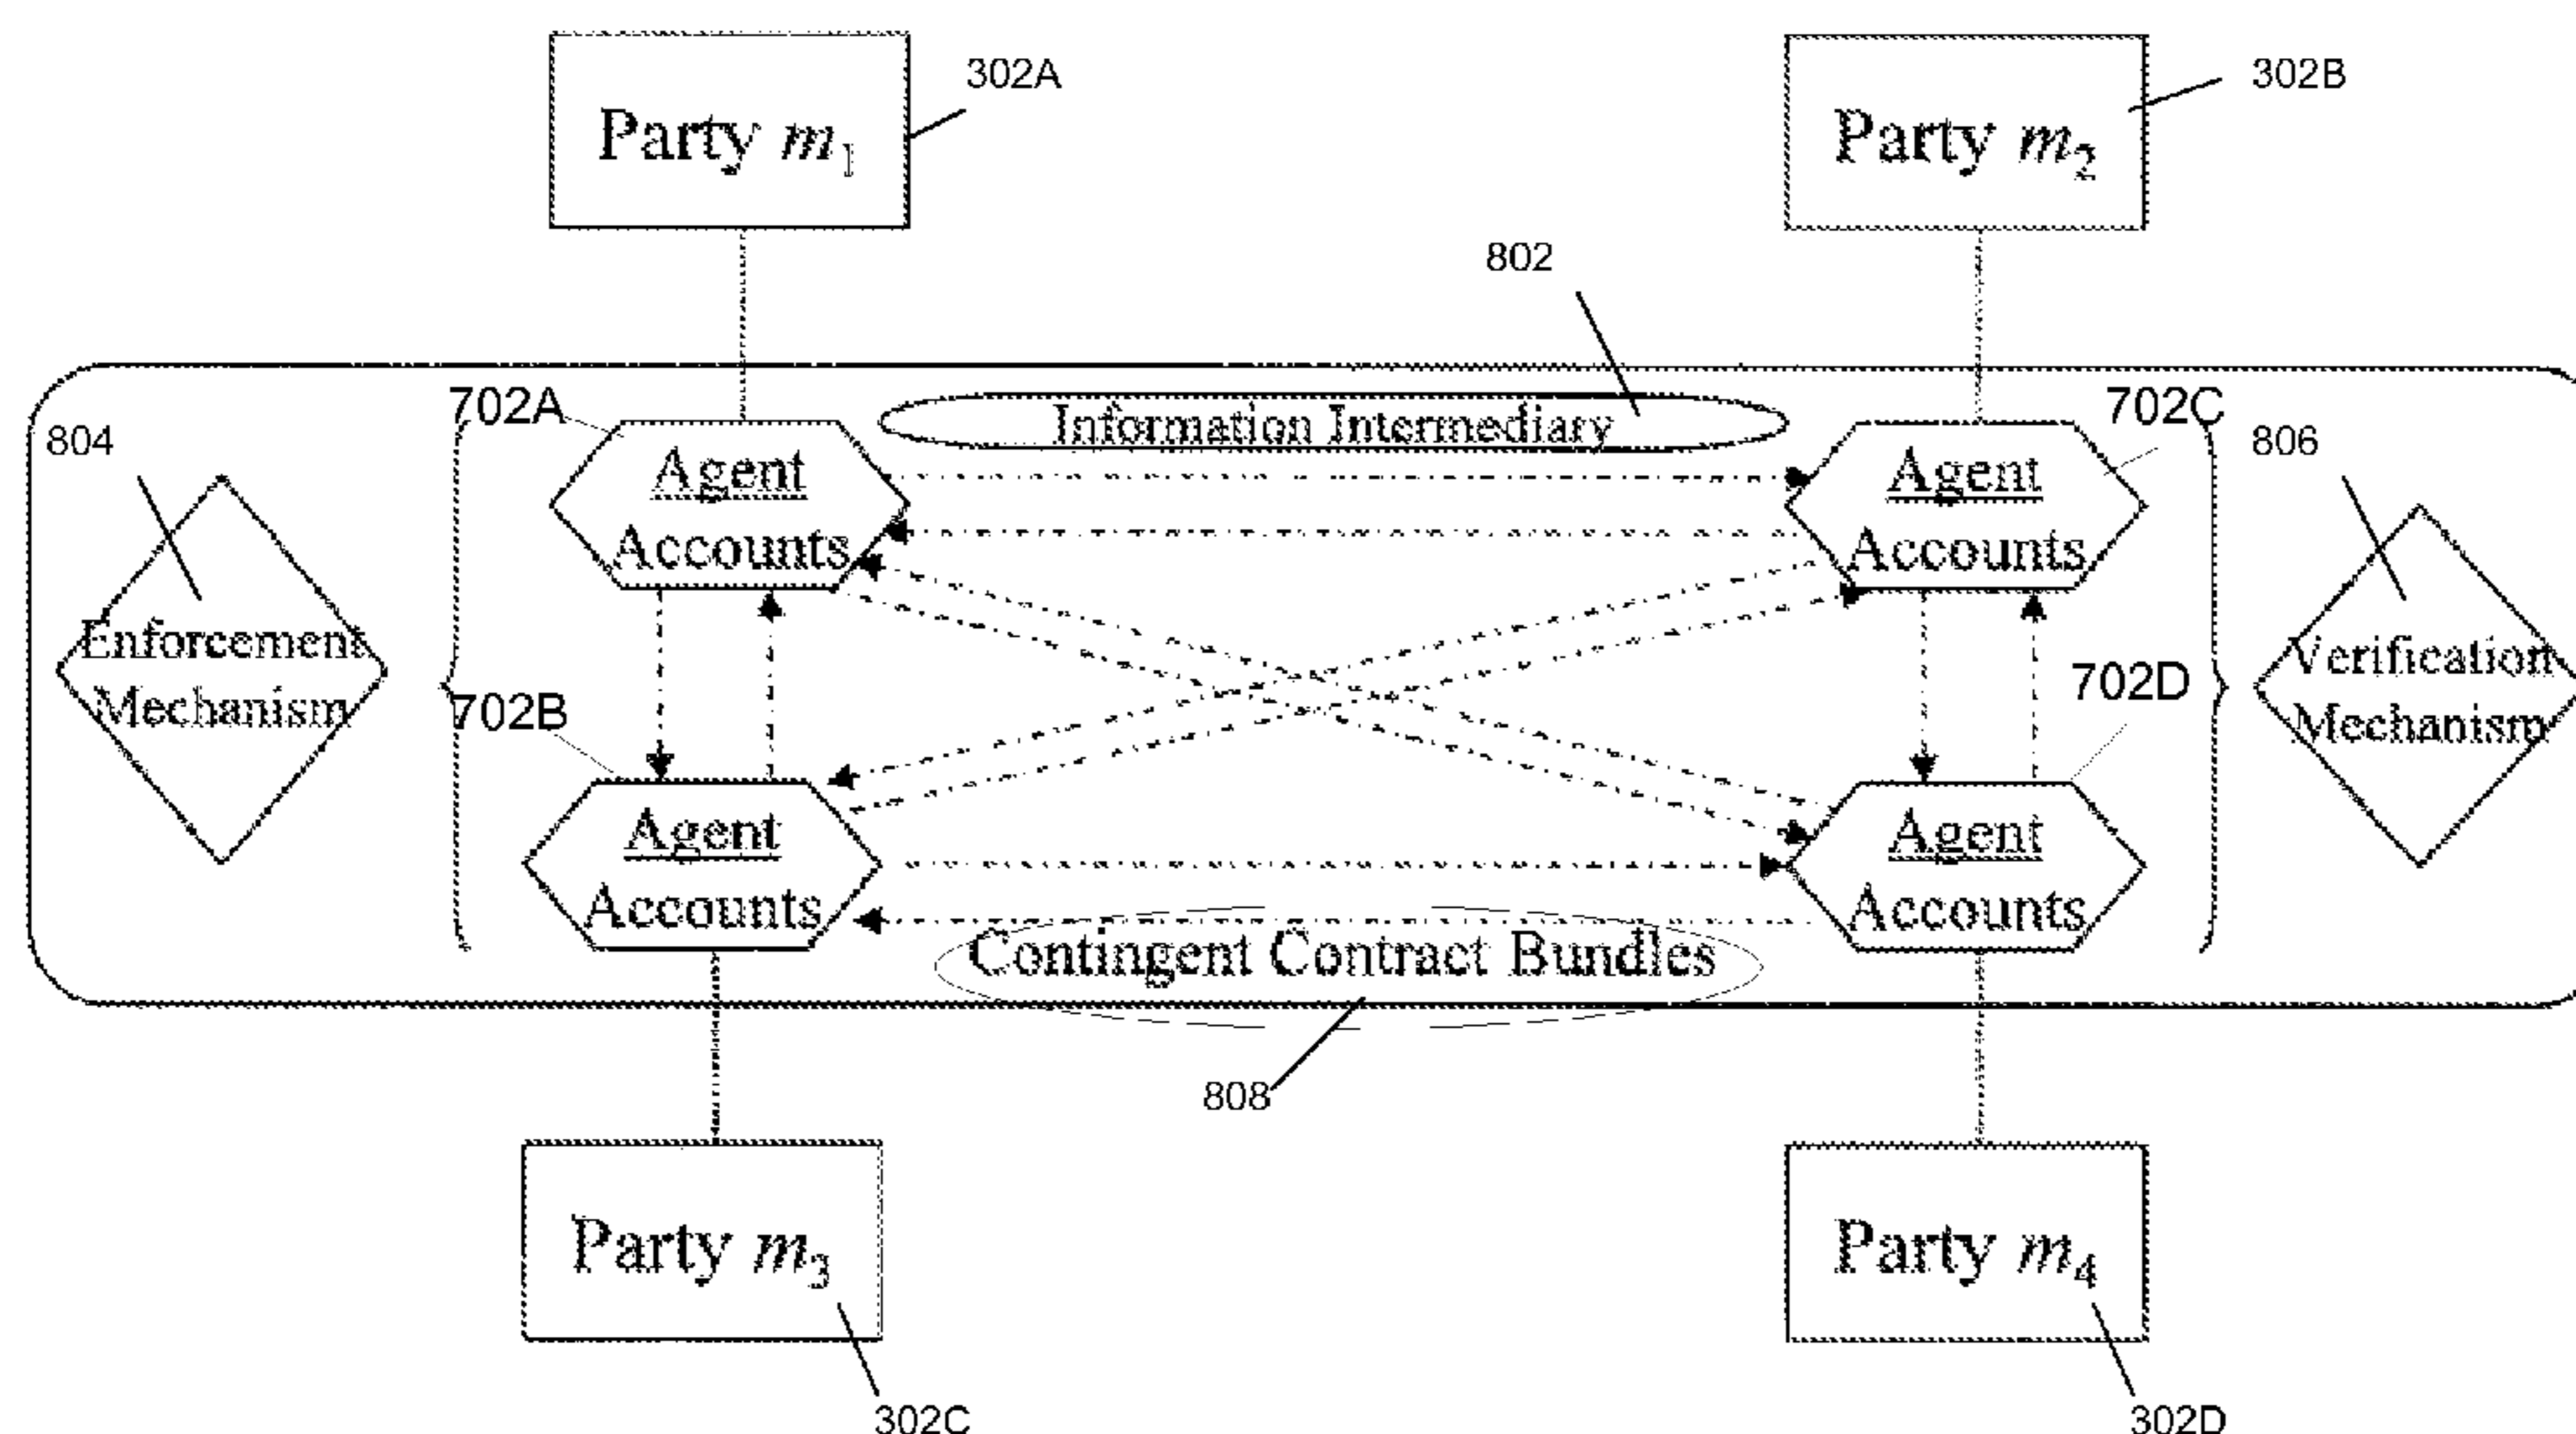 302A
302B
Party m₁
Party m₂
802
702A
702C
804
Information Intermediary
806
Agent
Accounts
Agent
Accounts
Enforcement
Mechanism
Verification
Mechanism
702B
702D
Agent
Accounts
Agent
Accounts
Contingent Contract Bundles
808
Party m₃
Party m₄
302C
302D